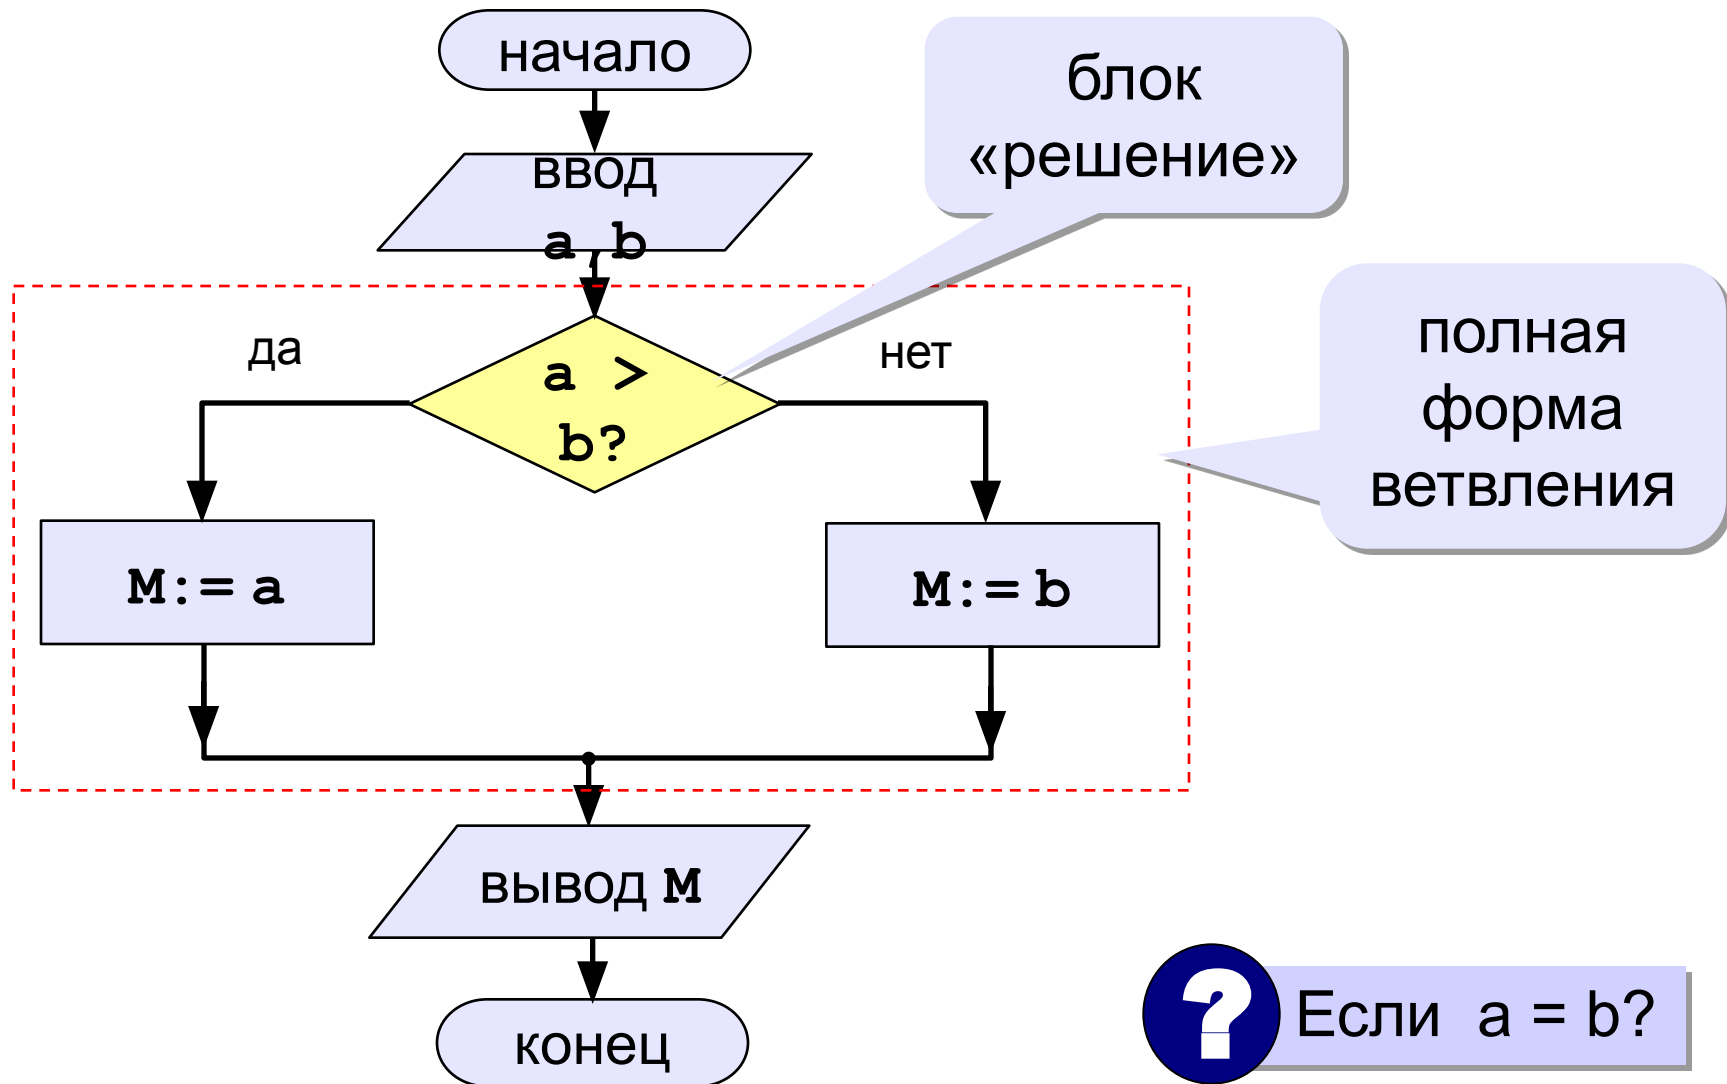 начало
блок
«решение»
ввод
a,b
да
нет
a >
b?
полная
форма
ветвления
M:= a
M:= b
вывод M
конец
? Если a = b?